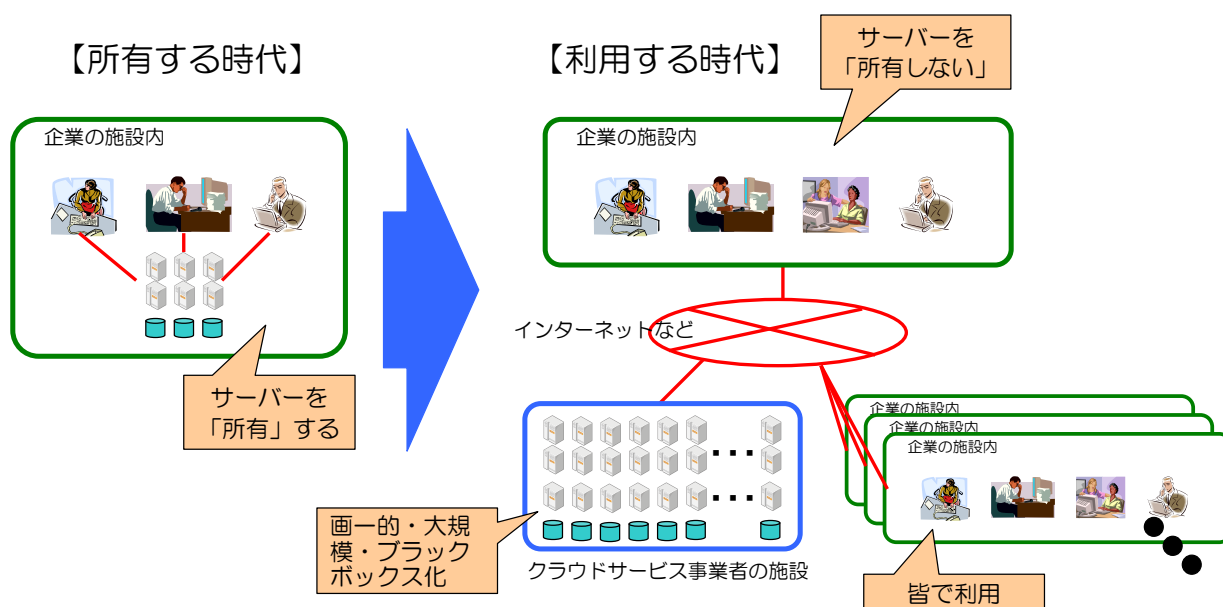 【所有する時代】
【利用する時代】
サーバーを
「所有しない」
企業の施設内
企業の施設内
サーバーを
「所有」する
インターネットなど
画一的・大規
模・ブラック
ボックス化
クラウドサービス事業者の施設
企業の施設内
企業の施設内
企業の施設内
皆で利用